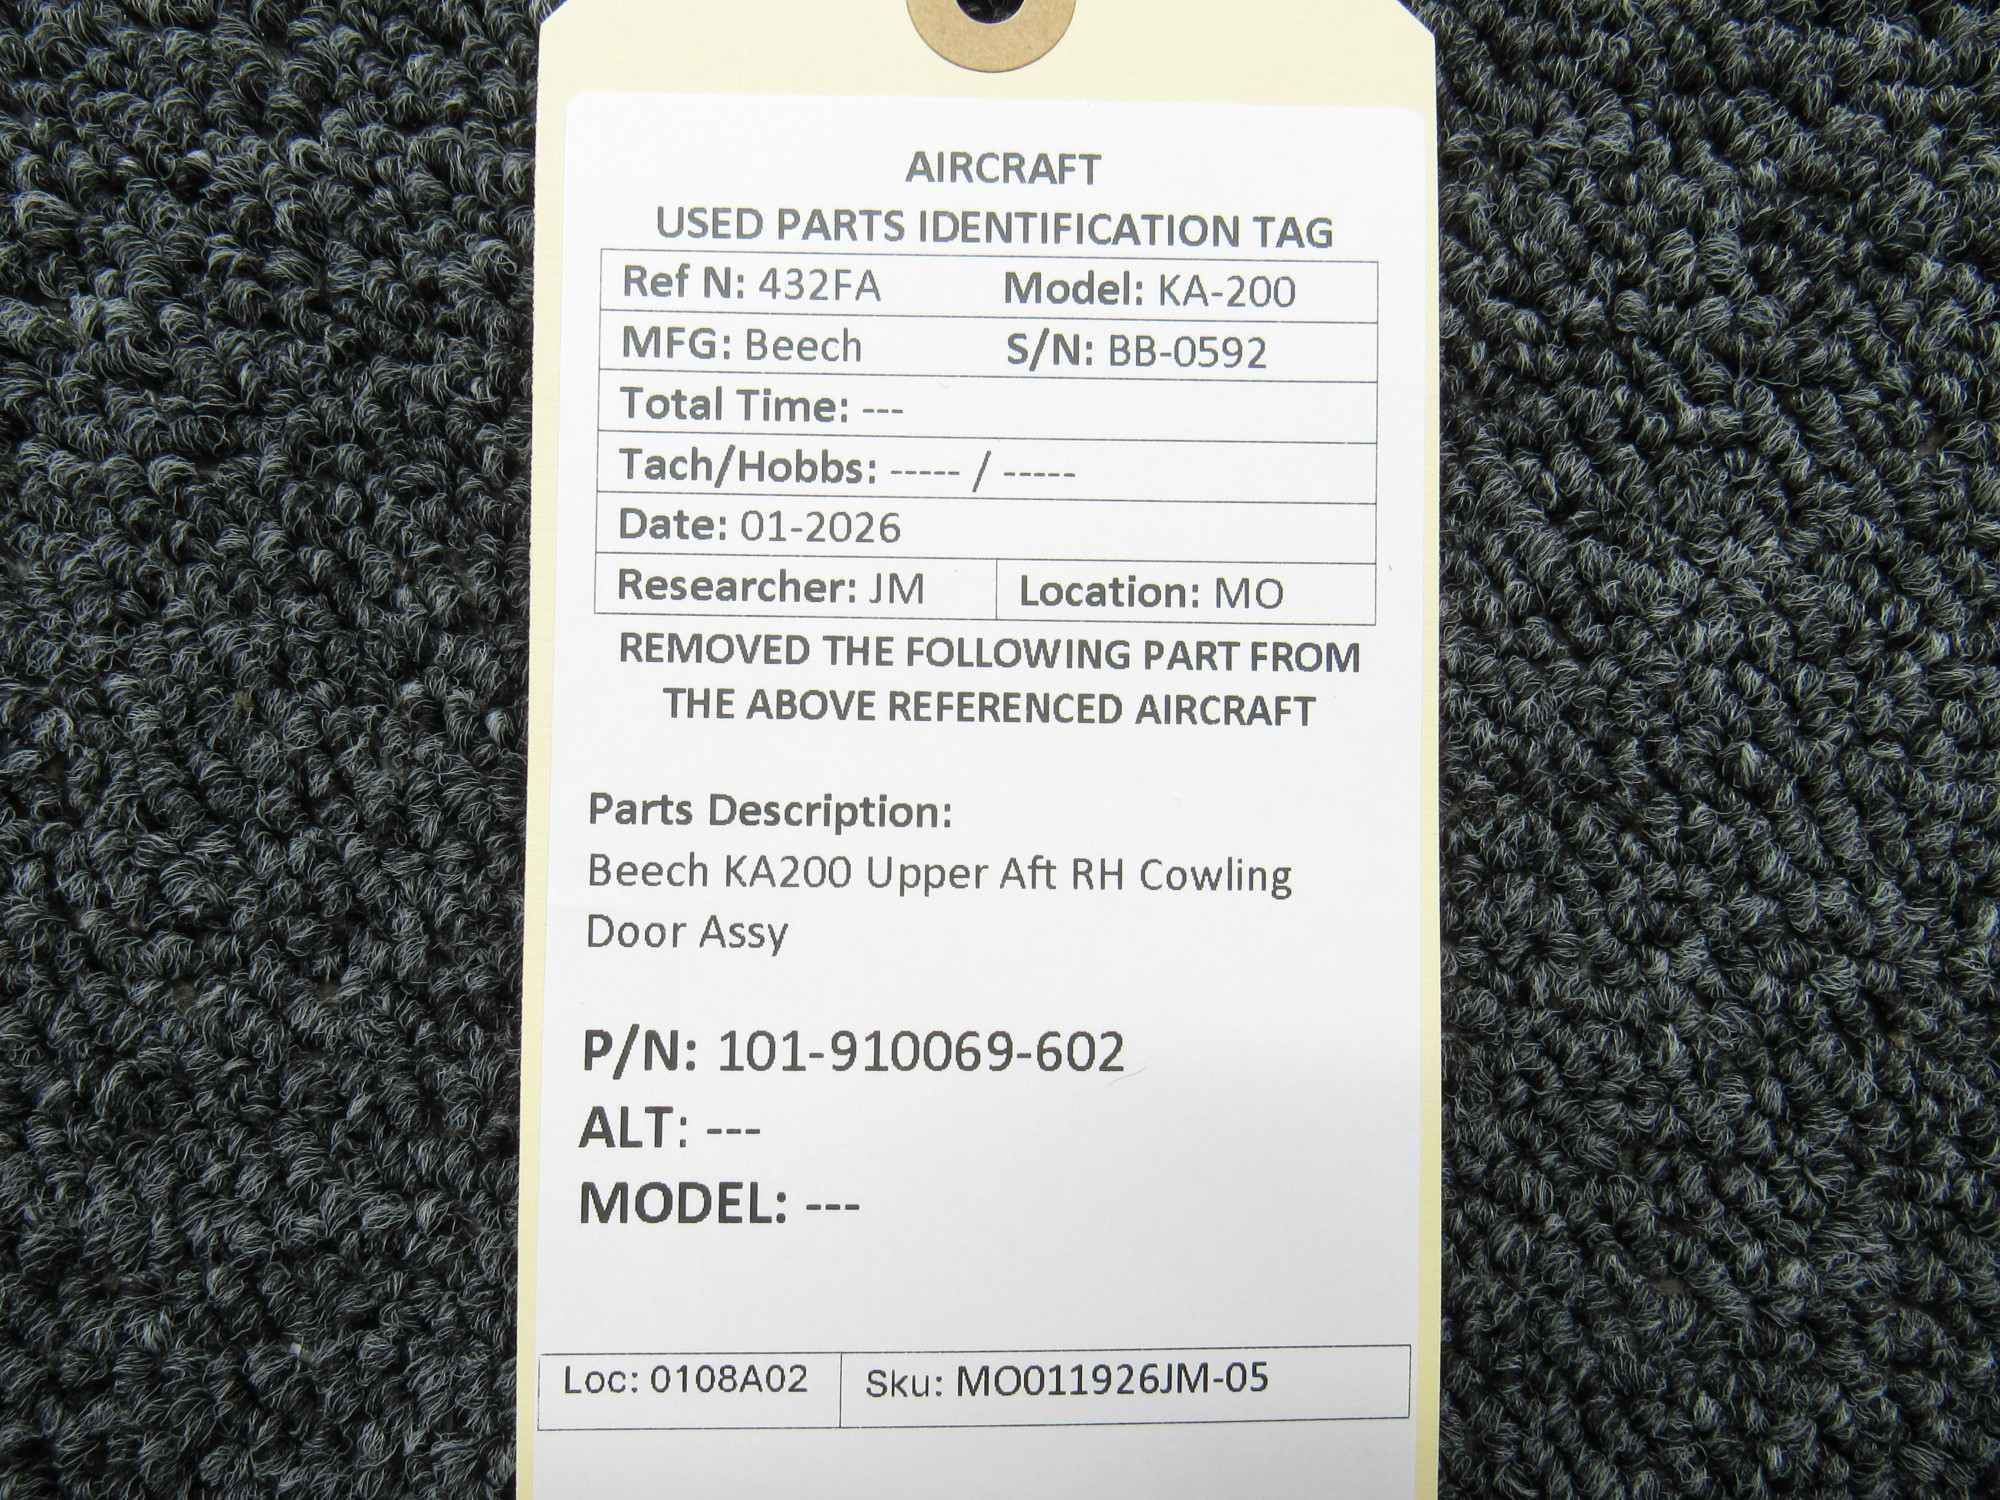 AIRCRAFT
USED PARTS IDENTIFICATION TAG
Ref N: 432FA Model: KA-200
MFG: Beech S/N: BB-0592
Total Time: ---
Tach/Hobbs: ----- / -----
Date: 01-2026
Researcher: JM Location: MO
REMOVED THE FOLLOWING PART FROM
THE ABOVE REFERENCED AIRCRAFT
Parts Description:
Beech KA200 Upper Aft RH Cowling
Door Assy
P/N: 101-910069-602
ALT: ---
MODEL: ---
Loc: 0108A02 Sku: MO011926JM-05